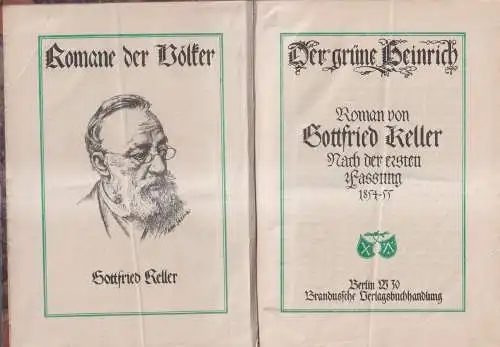 Romane der Völker
Gottfried Keller
Der grüne Heinrich
Roman von
Gottfried Keller
Nach der ersten
Fassung
1854-55
Berlin W 30
Brandussche Verlagsbuchhandlung